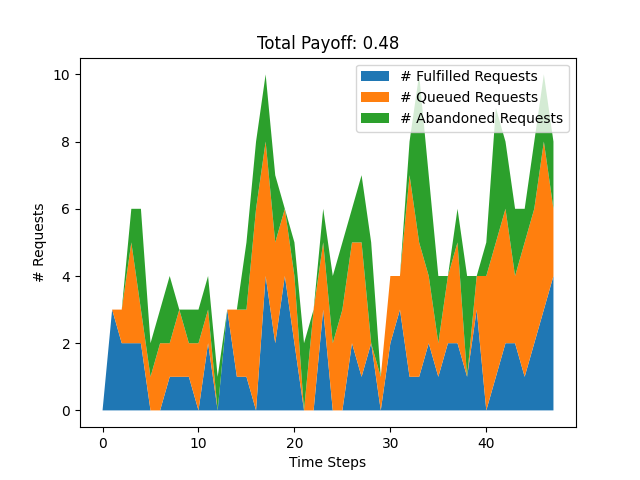 Total Payoff: 0.48
# Fulfilled Requests
# Queued Requests
# Abandoned Requests
10
8
6
4
2
0
# Requests
0 10 20 30 40
Time Steps